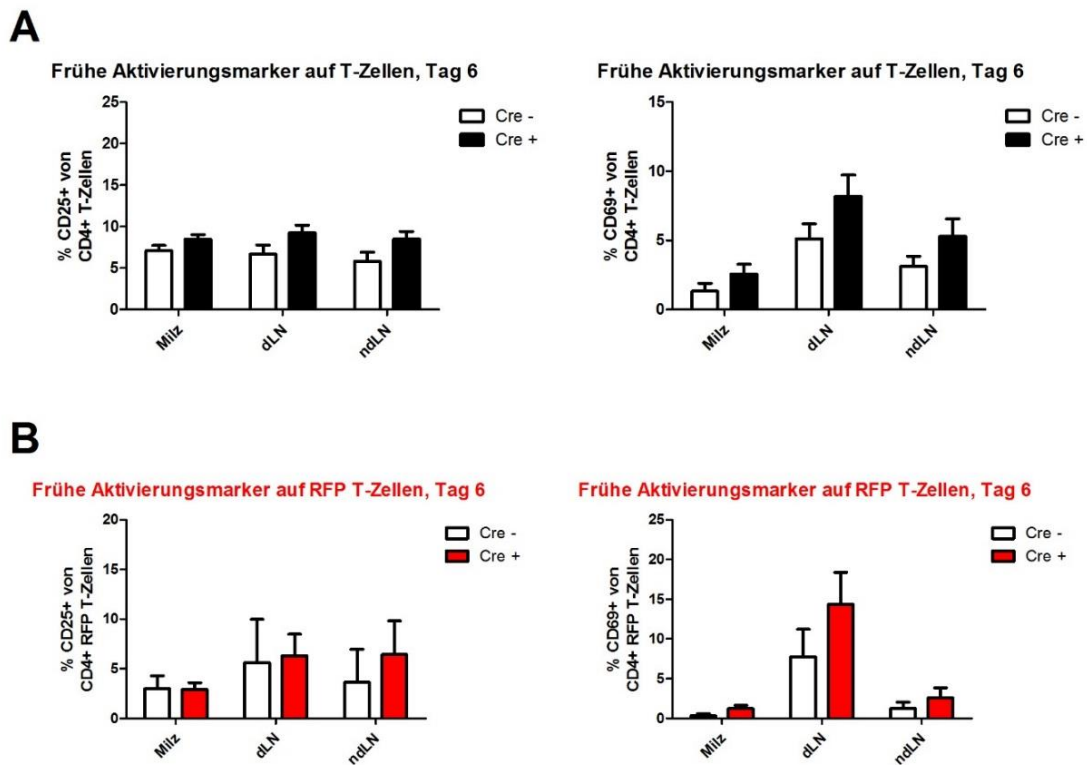 A
Frühe Aktivierungsmarker auf T-Zellen, Tag 6
% CD25+ von
CD4+ T-Zellen
25
20
15
10
5
0
Milz
dLN
ndLN
Cre -
Cre +
Frühe Aktivierungsmarker auf T-Zellen, Tag 6
% CD69+ von
CD4+ T-Zellen
15
10
5
0
Milz
dLN
ndLN
Cre -
Cre +
B
Frühe Aktivierungsmarker auf RFP T-Zellen, Tag 6
% CD25+ von
CD4+ RFP T-Zellen
20
15
10
5
0
Milz
dLN
ndLN
Cre -
Cre +
Frühe Aktivierungsmarker auf RFP T-Zellen, Tag 6
% CD69+ von
CD4+ RFP T-Zellen
25
20
15
10
5
0
Milz
dLN
ndLN
Cre -
Cre +